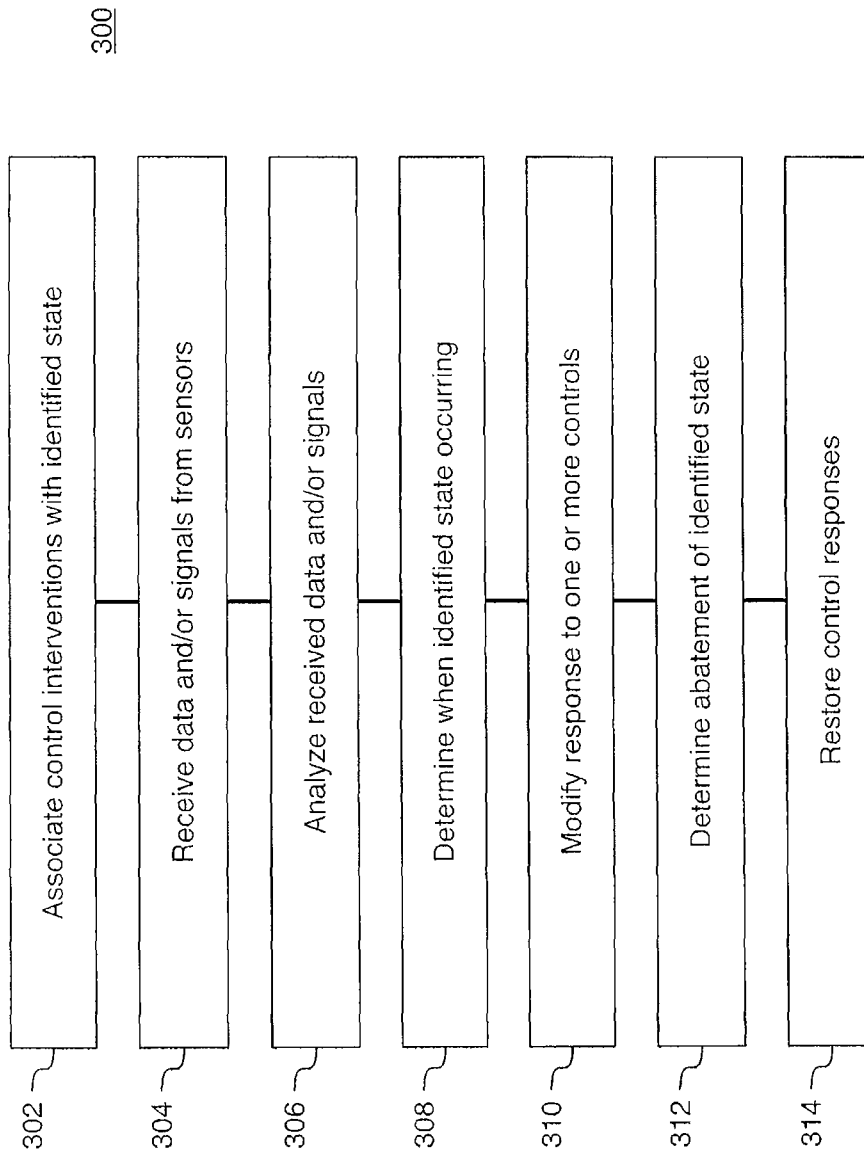 300
302
Associate control interventions with identified state
304
Receive data and/or signals from sensors
306
Analyze received data and/or signals
308
Determine when identified state occurring
310
Modify response to one or more controls
312
Determine abatement of identified state
314
Restore control responses